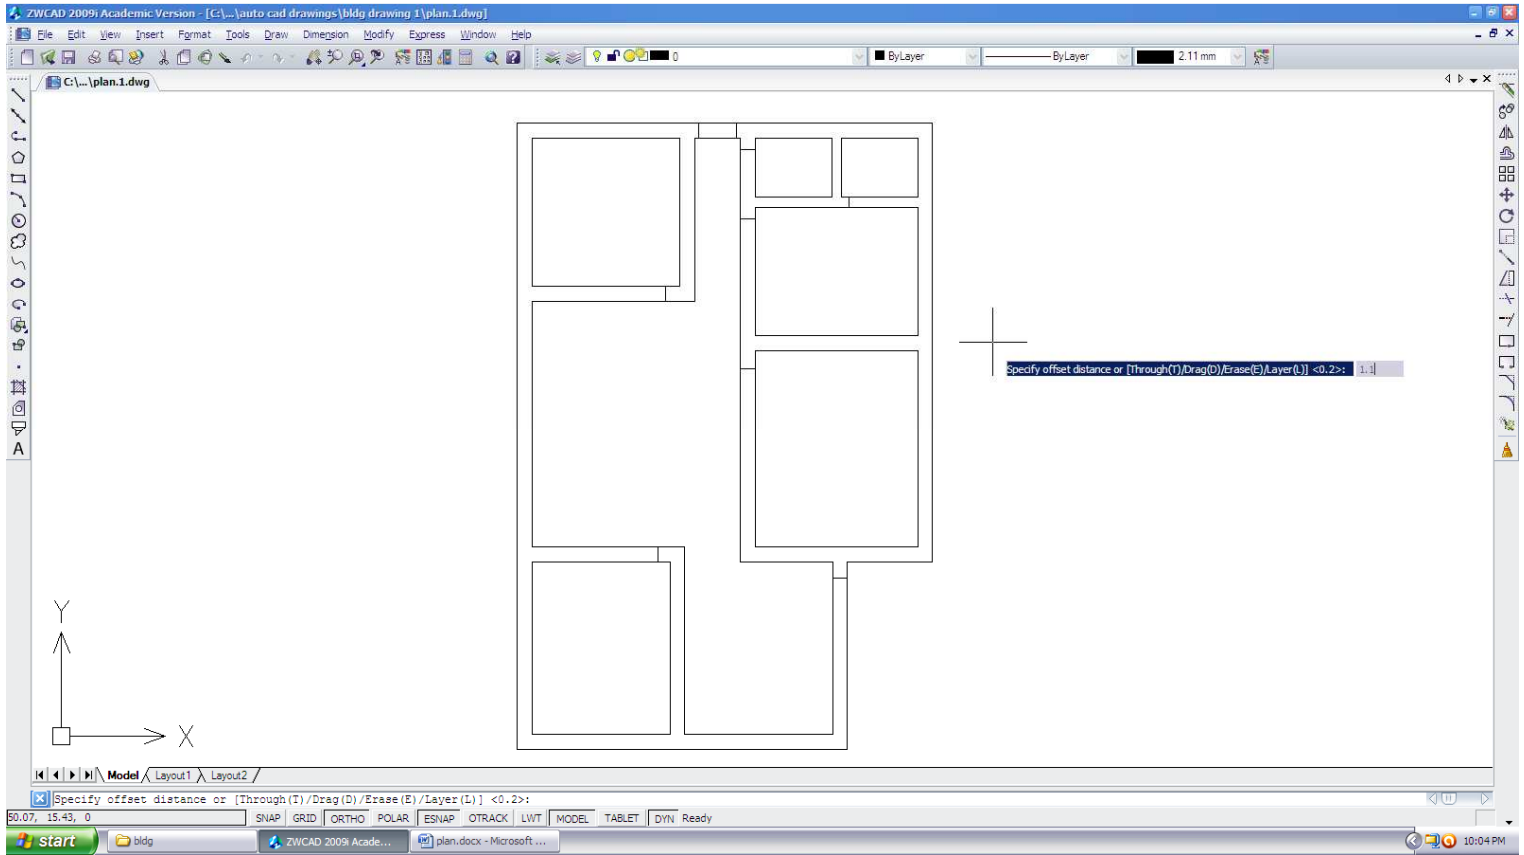 ZWCAD 2009i Academic Version - [C:\...\auto cad drawings\bldg drawing 1\plan.1.dwg]
File Edit View Insert Format Tools Draw Dimension Modify Express Window Help
0 ByLayer ByLayer 2.11 mm
C:\...\plan.1.dwg
Specify offset distance or [Through(T)/Drag(D)/Erase(E)/Layer(L)] <0.2>: 1.1
A
Y
X
Model Layout1 Layout2
Specify offset distance or [Through(T)/Drag(D)/Erase(E)/Layer(L)] <0.2>:
50.07, 15.43, 0 SNAP GRID ORTHO POLAR ESNAP OTRACK LWT MODEL TABLET DYN Ready
start bldg ZWCAD 2009i Acade... plan.docx - Microsoft ... 10:04 PM